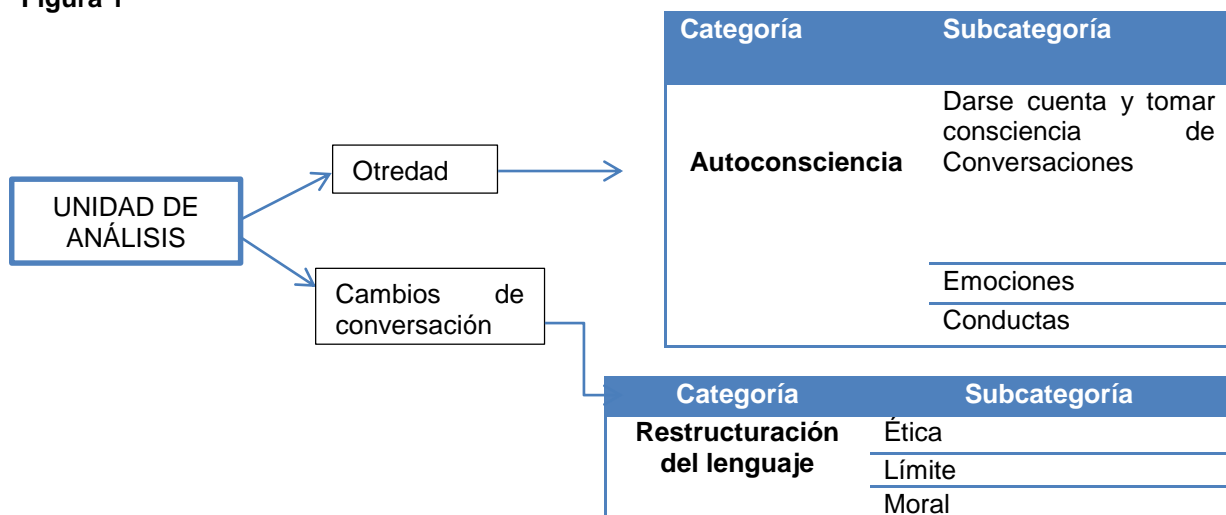 Figura 1
Categoría Subcategoría
Darse cuenta y tomar
consciencia de
Autoconsciencia Conversaciones
Otredad
UNIDAD DE
ANÁLISIS
Emociones
Cambios de
conversación
Conductas
Categoría Subcategoría
Restructuración Ética
del lenguaje
Límite
Moral